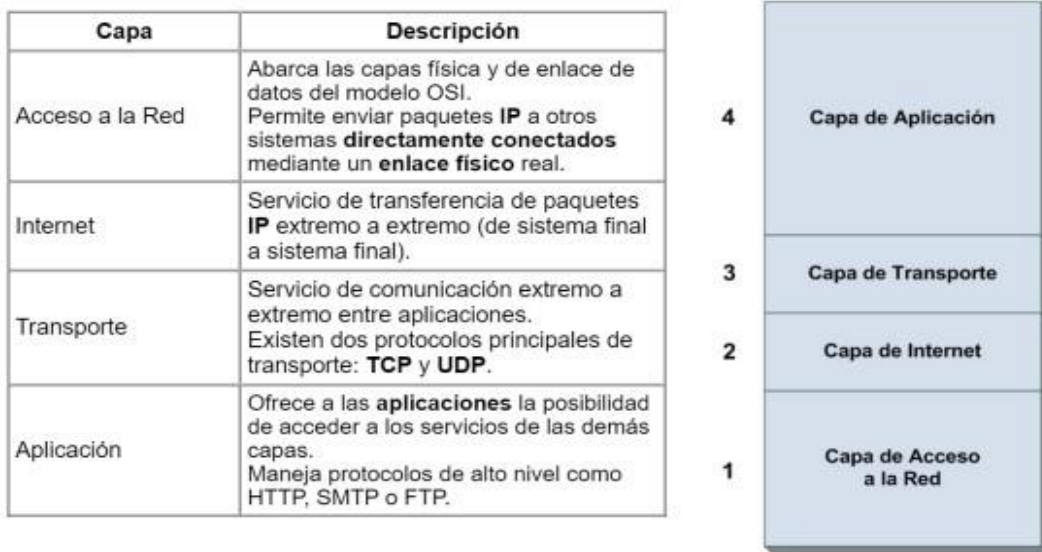 Capa
Descripción
Acceso a la Red
Abarca las capas física y de enlace de
datos del modelo OSI.
Permite enviar paquetes IP a otros
sistemas directamente conectados
mediante un enlace físico real.
Internet
Servicio de transferencia de paquetes
IP extremo a extremo (de sistema final
a sistema final).
Transporte
Servicio de comunicación extremo a
extremo entre aplicaciones.
Existen dos protocolos principales de
transporte: TCP y UDP.
Aplicación
Ofrece a las aplicaciones la posibilidad
de acceder a los servicios de las demás
capas.
Maneja protocolos de alto nivel como
HTTP, SMTP o FTP.
4
Capa de Aplicación
3
Capa de Transporte
2
Capa de Internet
1
Capa de Acceso
a la Red